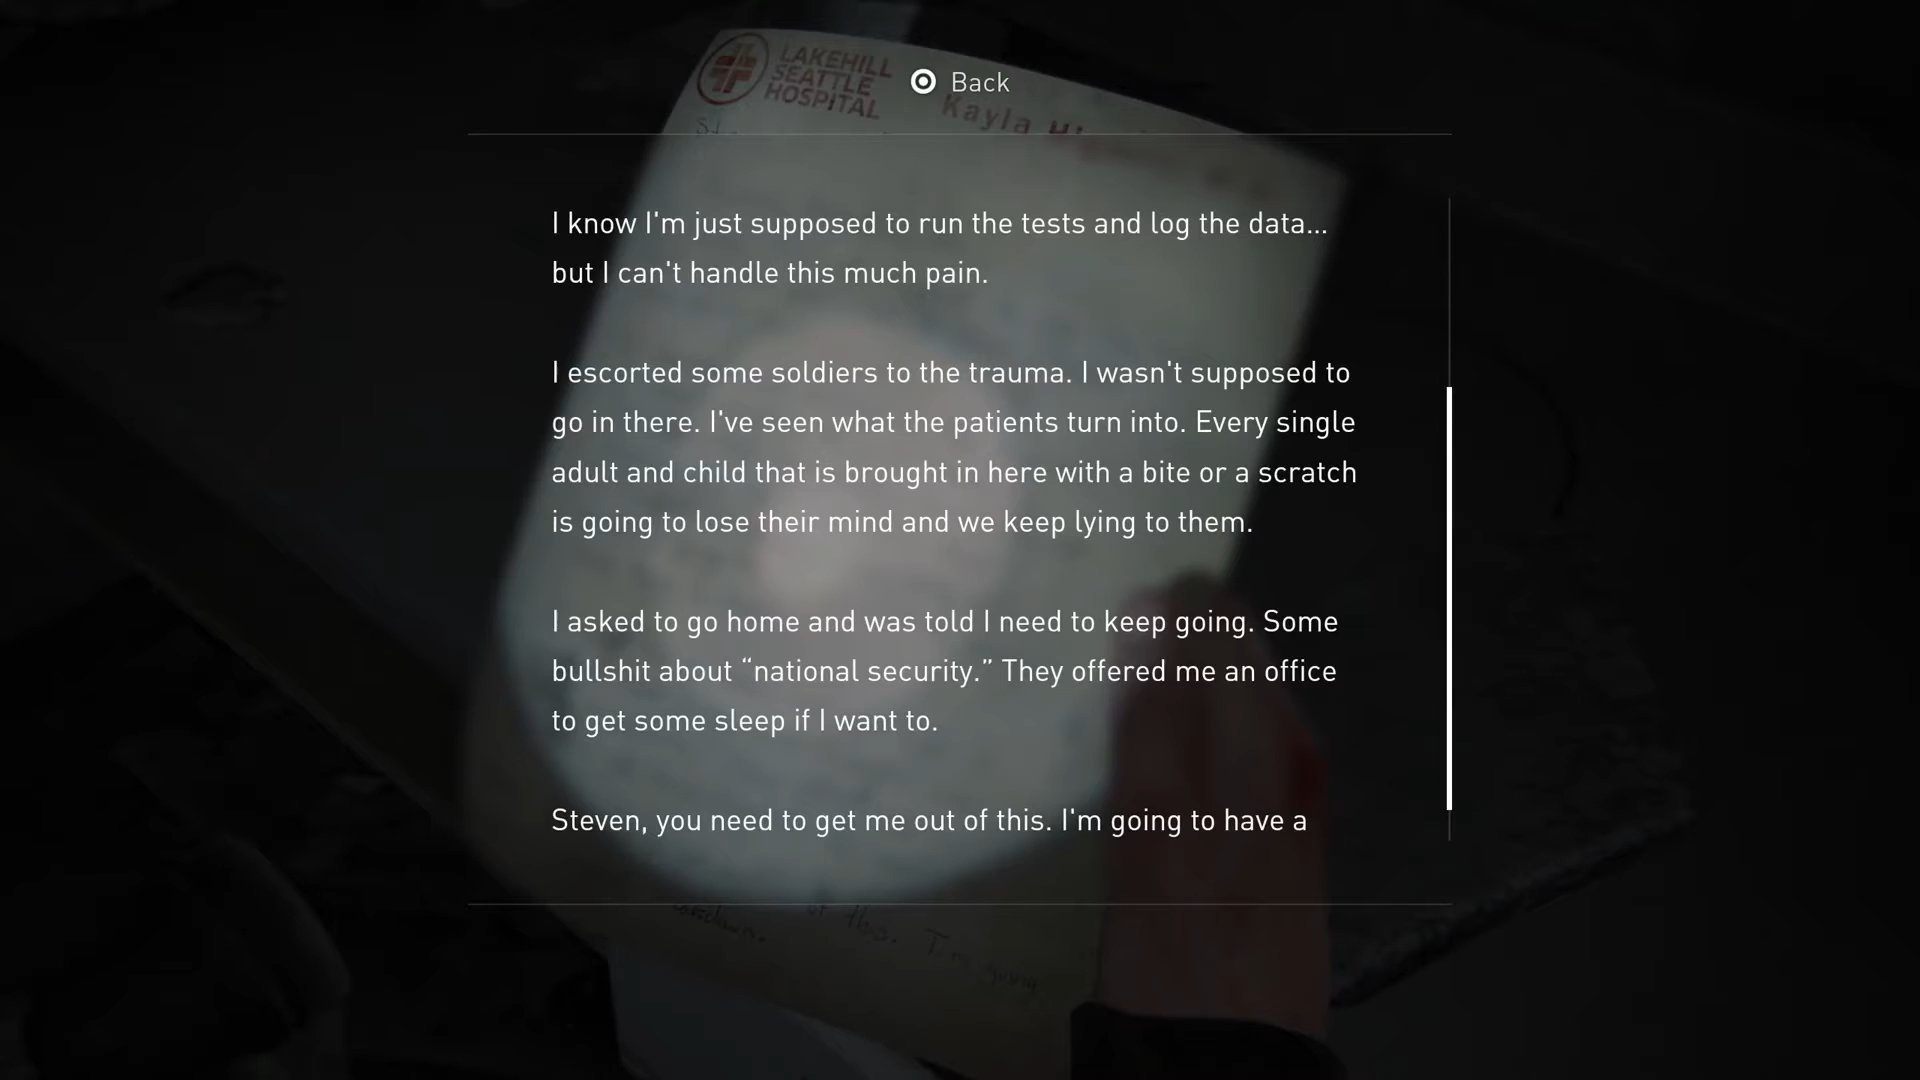 LAKEHILL
SEATTLE
HOSPITAL
Back
Kayla
I know I'm just supposed to run the tests and log the data...
but I can't handle this much pain.
I escorted some soldiers to the trauma. I wasn't supposed to
go in there. I've seen what the patients turn into. Every single
adult and child that is brought in here with a bite or a scratch
is going to lose their mind and we keep lying to them.
I asked to go home and was told I need to keep going. Some
bullshit about “national security.” They offered me an office
to get some sleep if I want to.
Steven, you need to get me out of this. I'm going to have a
of this. I'm going